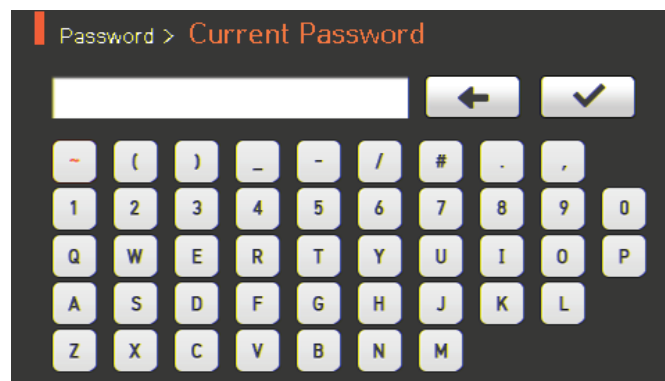 Password > Current Password
~ ( ) _ - / # . ,
1 2 3 4 5 6 7 8 9 0
Q W E R T Y U I O P
A S D F G H J K L
Z X C V B N M